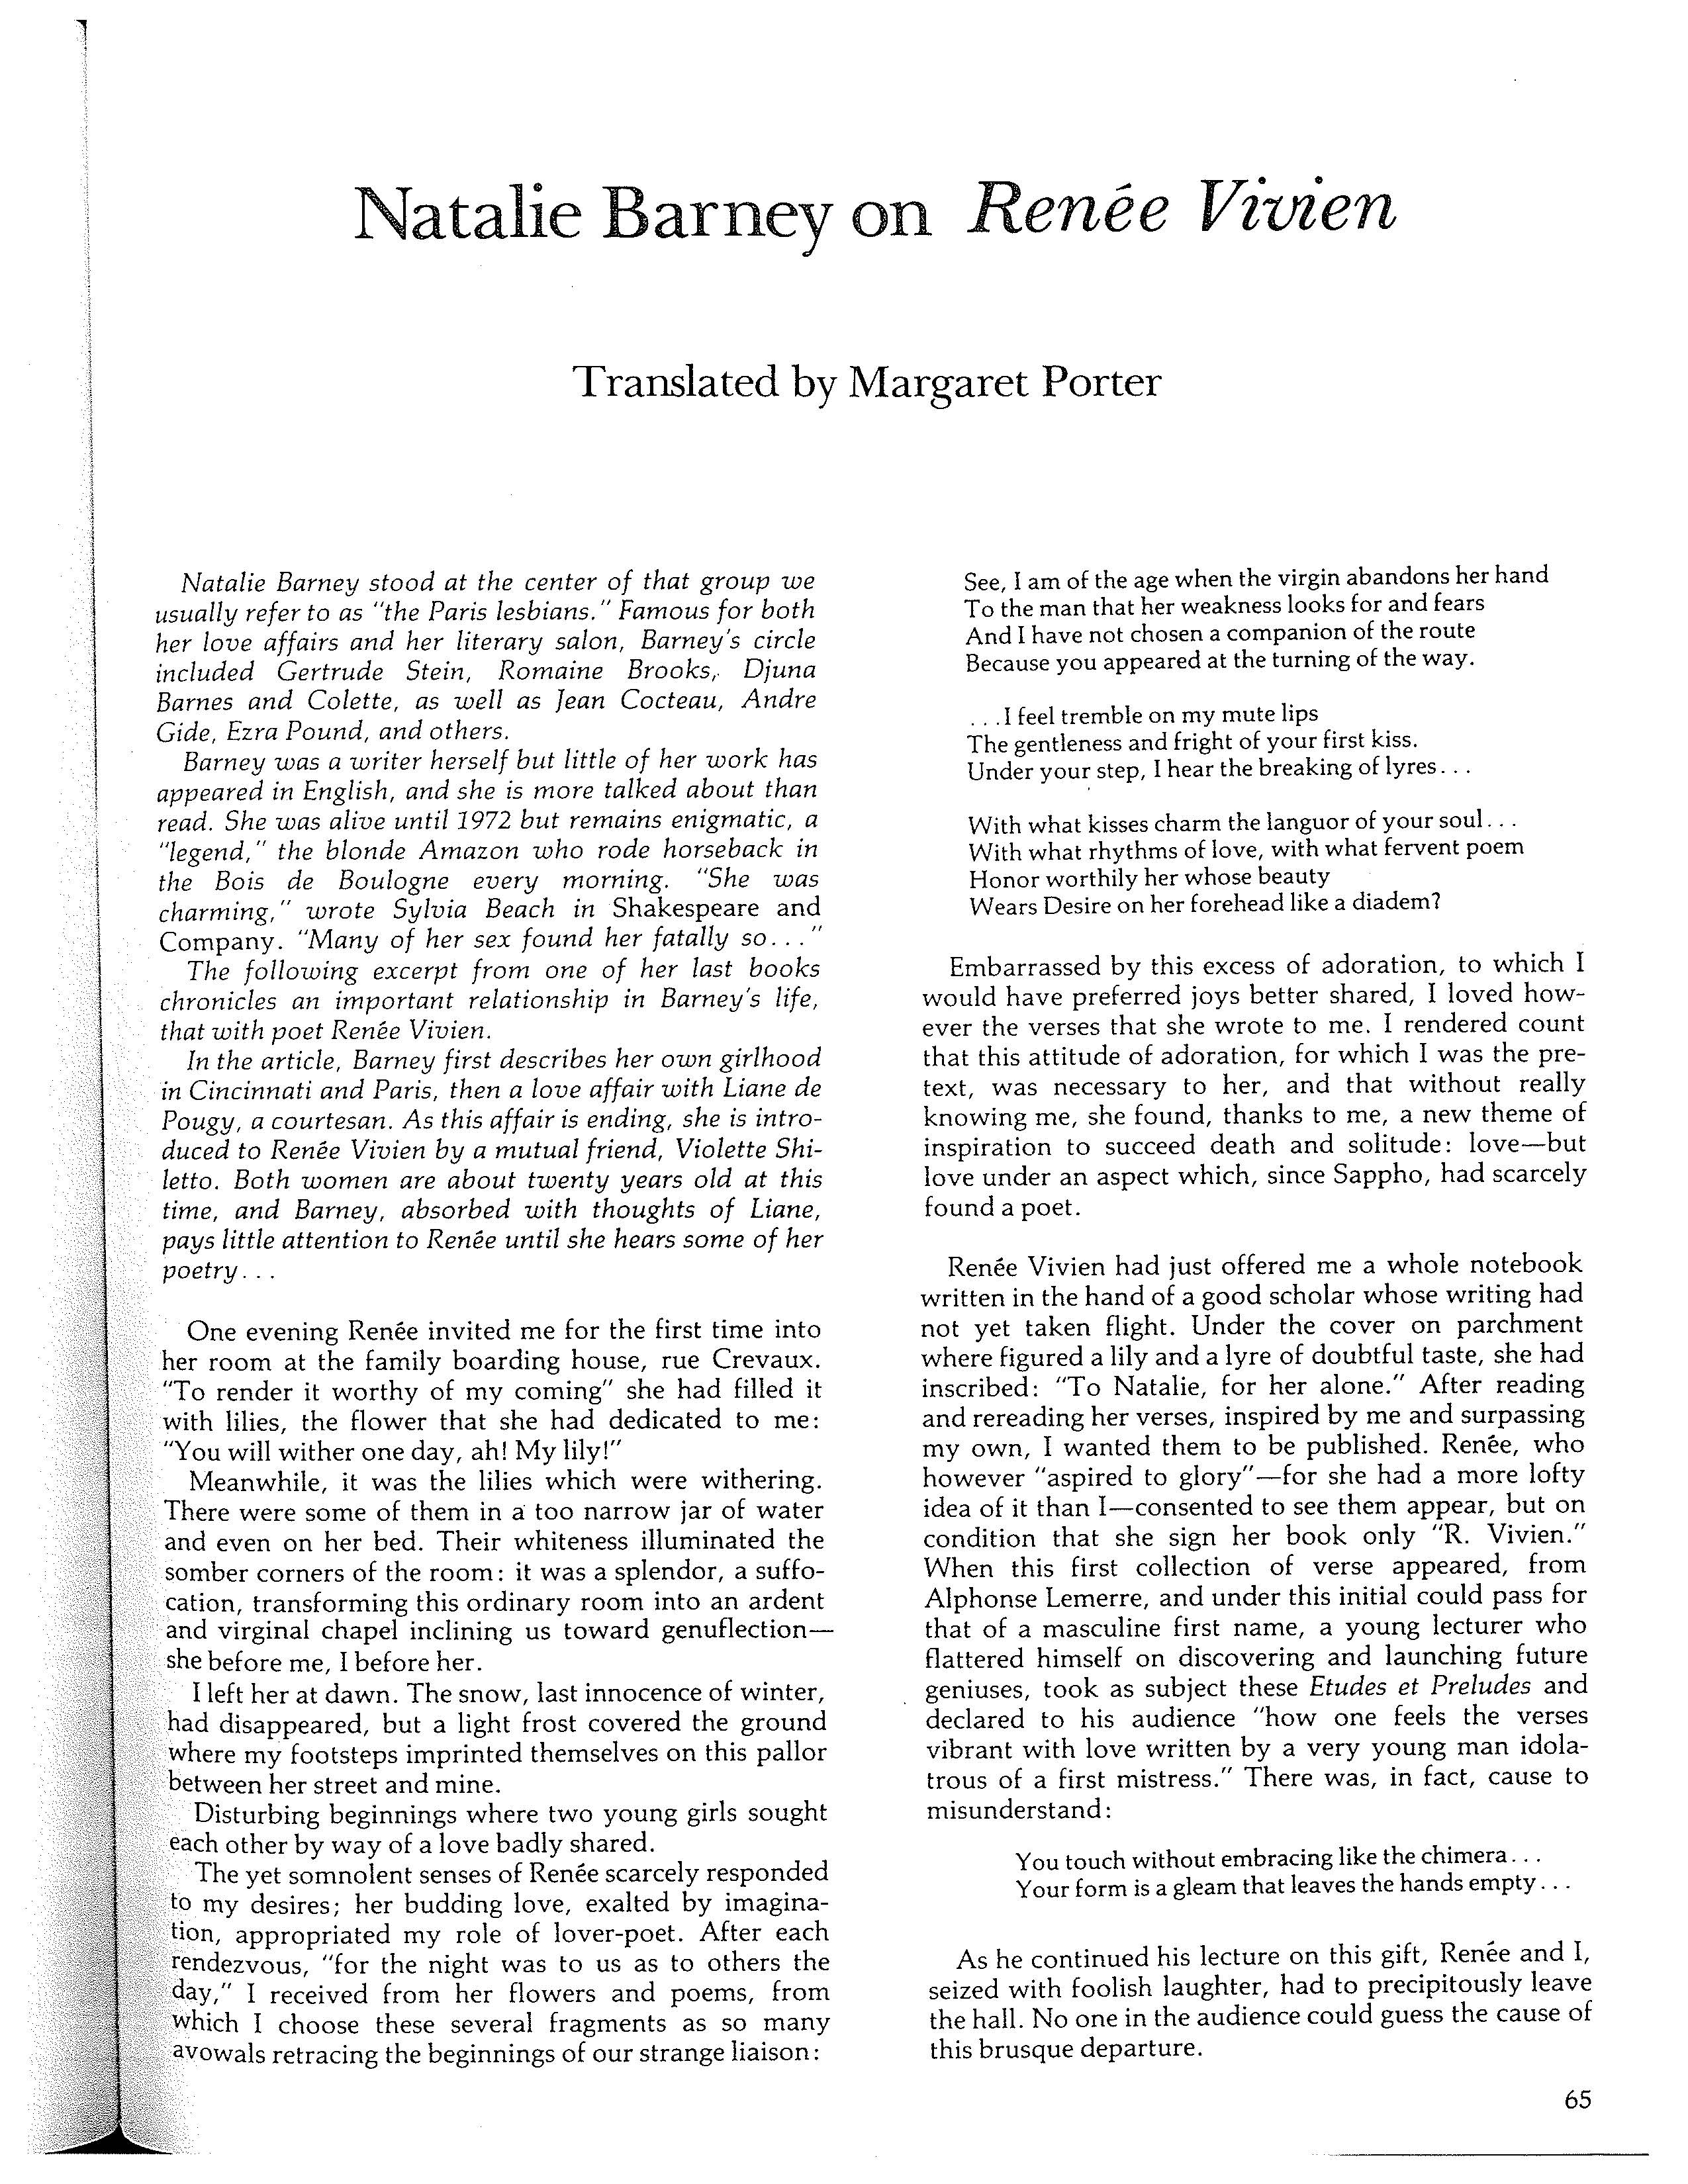 Natalie Barney on Renée Vivien
Translated by Margaret Porter
Natalie Barney stood at the center of that group we
usually refer to as "the Paris lesbians." Famous for both
her love affairs and her literary salon, Barney's circle
included Gertrude Stein, Romaine Brooks, Djuna
Barnes and Colette, as well as Jean Cocteau, Andre
Gide, Ezra Pound, and others.
Barney was a writer herself but little of her work has
appeared in English, and she is more talked about than
read. She was alive until 1972 but remains enigmatic, a
"legend," the blonde Amazon who rode horseback in
the Bois de Boulogne every morning. "She was
charming," wrote Sylvia Beach in Shakespeare and
Company. "Many of her sex found her fatally so..."
The following excerpt from one of her last books
chronicles an important relationship in Barney's life,
that with poet Renée Vivien.
In the article, Barney first describes her own girlhood
in Cincinnati and Paris, then a love affair with Liane de
Pougy, a courtesan. As this affair is ending, she is intro-
duced to Renée Vivien by a mutual friend, Violette Shi-
letto. Both women are about twenty years old at this
time, and Barney, absorbed with thoughts of Liane,
pays little attention to Renée until she hears some of her
poetry...
One evening Renée invited me for the first time into
her room at the family boarding house, rue Crevaux.
"To render it worthy of my coming" she had filled it
with lilies, the flower that she had dedicated to me:
"You will wither one day, ah! My lily!"
Meanwhile, it was the lilies which were withering.
There were some of them in a too narrow jar of water
and even on her bed. Their whiteness illuminated the
somber corners of the room: it was a splendor, a suffo-
cation, transforming this ordinary room into an ardent
and virginal chapel inclining us toward genuflection—
she before me, I before her.
I left her at dawn. The snow, last innocence of winter,
had disappeared, but a light frost covered the ground
where my footsteps imprinted themselves on this pallor
between her street and mine.
Disturbing beginnings where two young girls sought
each other by way of a love badly shared.
The yet somnolent senses of Renée scarcely responded
to my desires; her budding love, exalted by imagina-
tion, appropriated my role of lover-poet. After each
rendezvous, "for the night was to us as to others the
day," I received from her flowers and poems, from
which I choose these several fragments as so many
avowals retracing the beginnings of our strange liaison:
See, I am of the age when the virgin abandons her hand
To the man that her weakness looks for and fears
And I have not chosen a companion of the route
Because you appeared at the turning of the way.
...I feel tremble on my mute lips
The gentleness and fright of your first kiss.
Under your step, I hear the breaking of lyres...
With what kisses charm the languor of your soul...
With what rhythms of love, with what fervent poem
Honor worthily her whose beauty
Wears Desire on her forehead like a diadem?
Embarrassed by this excess of adoration, to which I
would have preferred joys better shared, I loved how-
ever the verses that she wrote to me. I rendered count
that this attitude of adoration, for which I was the pre-
text, was necessary to her, and that without really
knowing me, she found, thanks to me, a new theme of
inspiration to succeed death and solitude: love—but
love under an aspect which, since Sappho, had scarcely
found a poet.
Renée Vivien had just offered me a whole notebook
written in the hand of a good scholar whose writing had
not yet taken flight. Under the cover on parchment
where figured a lily and a lyre of doubtful taste, she had
inscribed: "To Natalie, for her alone." After reading
and rereading her verses, inspired by me and surpassing
my own, I wanted them to be published. Renée, who
however "aspired to glory"—for she had a more lofty
idea of it than I—consented to see them appear, but on
condition that she sign her book only "R. Vivien."
When this first collection of verse appeared, from
Alphonse Lemerre, and under this initial could pass for
that of a masculine first name, a young lecturer who
flattered himself on discovering and launching future
geniuses, took as subject these Etudes et Preludes and
declared to his audience "how one feels the verses
vibrant with love written by a very young man idola-
trous of a first mistress." There was, in fact, cause to
misunderstand:
You touch without embracing like the chimera...
Your form is a gleam that leaves the hands empty...
As he continued his lecture on this gift, Renée and I,
seized with foolish laughter, had to precipitously leave
the hall. No one in the audience could guess the cause of
this brusque departure.
65